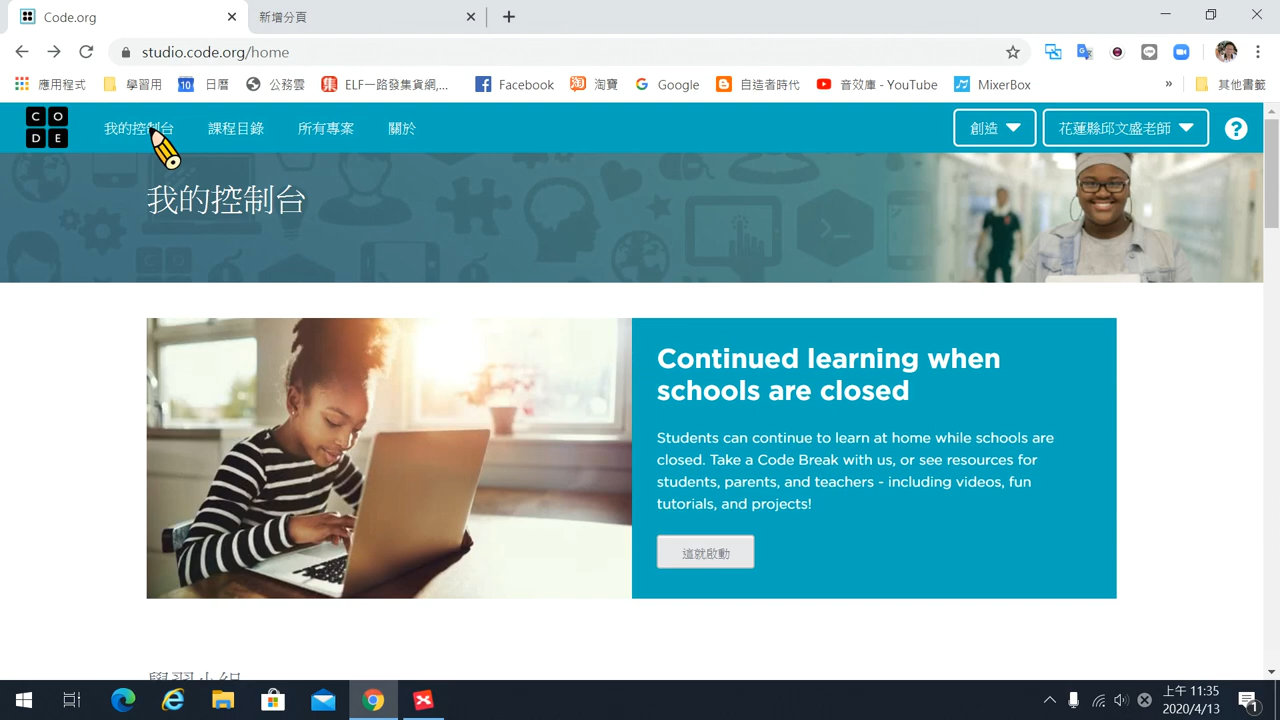 Code.org
新增分頁
studio.code.org/home
應用程式 學習用 日曆 公務雲 ELF一路發集貨網,... Facebook 淘寶 Google 自造者時代 音效庫 - YouTube MixerBox » 其他書籤
CODE 我的控制台 課程目錄 所有專案 關於 創造 花蓮縣邱文盛老師 ?
我的控制台
Continued learning when
schools are closed
Students can continue to learn at home while schools are
closed. Take a Code Break with us, or see resources for
students, parents, and teachers - including videos, fun
tutorials, and projects!
這就啟動
上午 11:35
2020/4/13
1